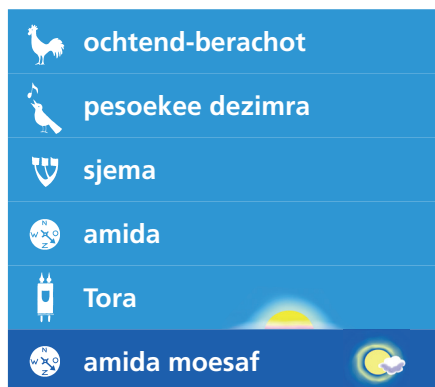 ochtend-berachot
pesoekee dezimra
ש
sjema
N
W O
Z
amida
Tora
N
W O
Z
amida moesaf